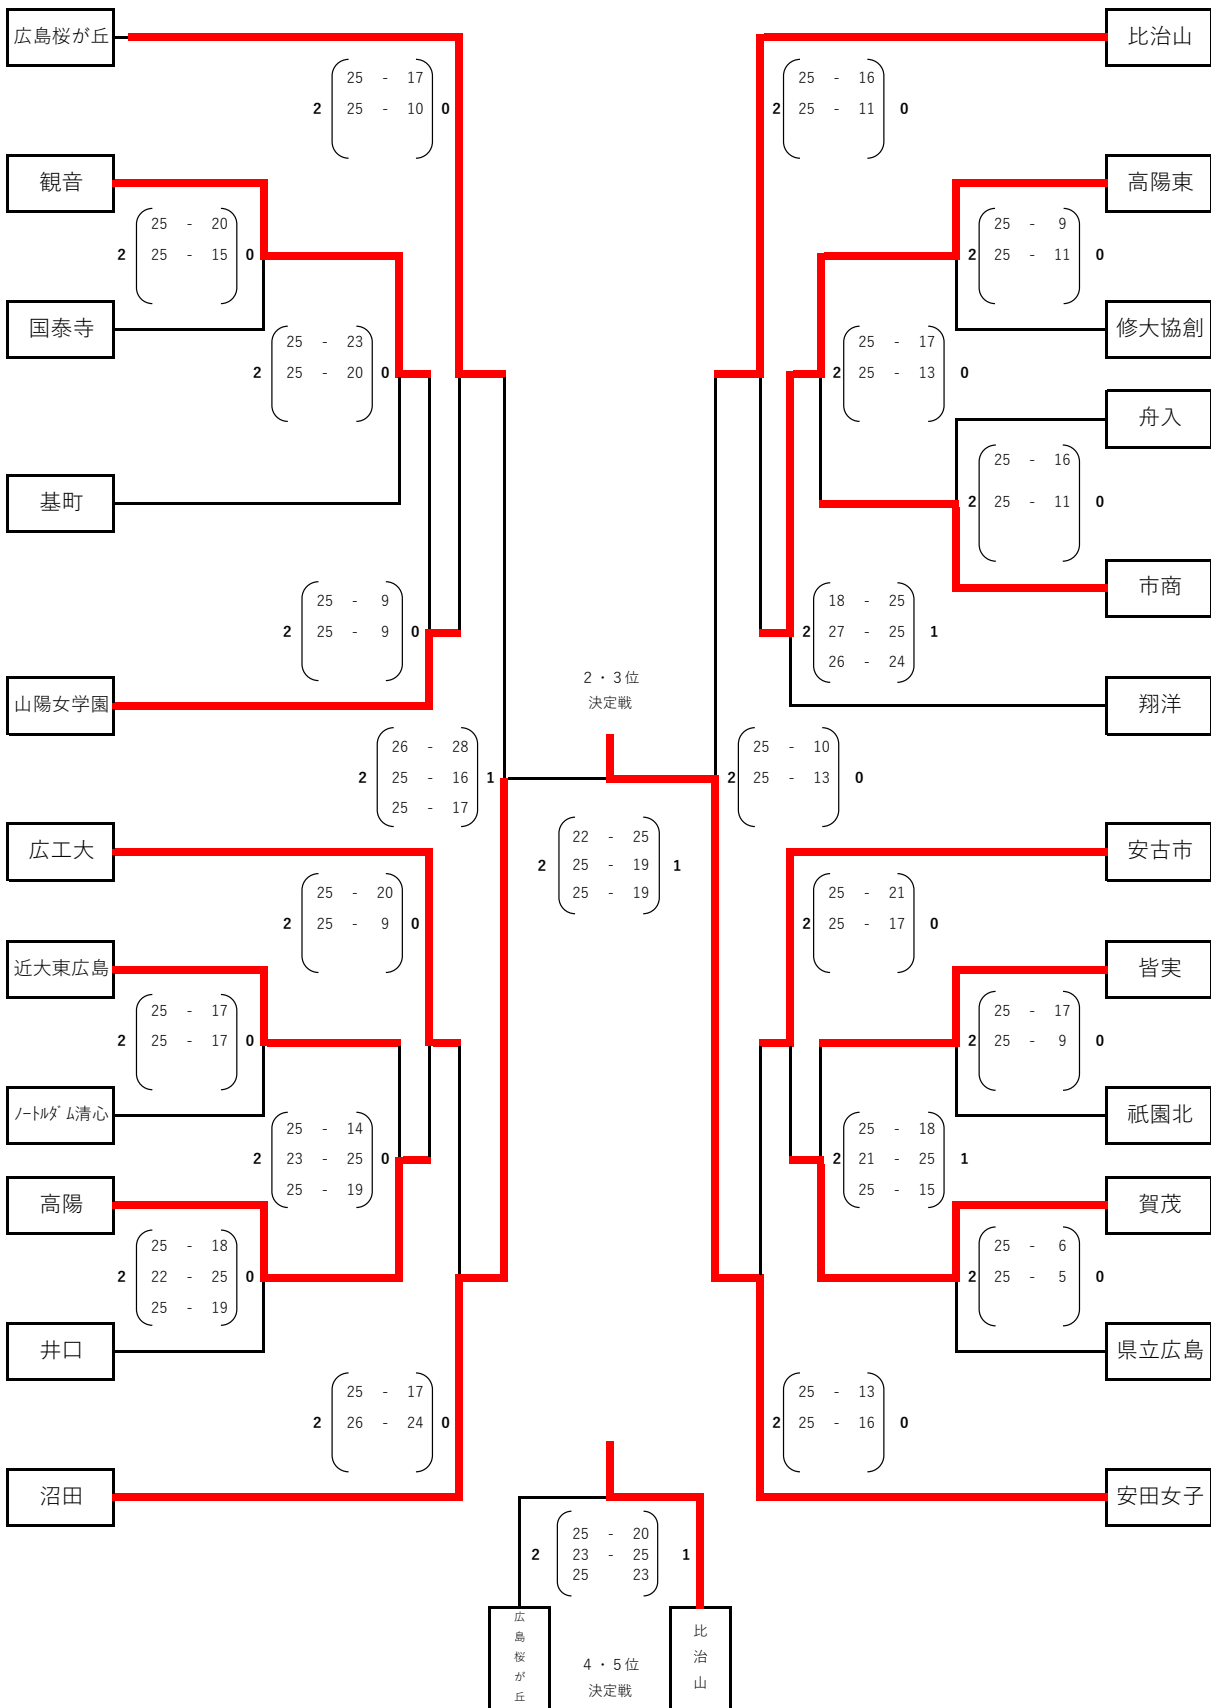 広島桜が丘
25 - 17
2 25 - 10 0
観音
25 - 20
2 25 - 15 0
国泰寺
25 - 23
2 25 - 20 0
基町
25 - 9
2 25 - 9 0
山陽女学園
26 - 28
2 25 - 16 1
25 - 17
広工大
25 - 20
2 25 - 9 0
近大東広島
25 - 17
2 25 - 17 0
ノートルダム清心
25 - 14
2 23 - 25 0
25 - 19
高陽
25 - 18
2 22 - 25 0
25 - 19
井口
25 - 17
2 26 - 24 0
沼田
2・3位
決定戦
22 - 25
2 25 - 19 1
25 - 19
比治山
25 - 16
2 25 - 11 0
高陽東
25 - 9
2 25 - 11 0
修大協創
25 - 17
2 25 - 13 0
舟入
25 - 16
2 25 - 11 0
市商
18 - 25
2 27 - 25 1
26 - 24
翔洋
25 - 10
2 25 - 13 0
安古市
25 - 21
2 25 - 17 0
皆実
25 - 17
2 25 - 9 0
祇園北
25 - 18
2 21 - 25 1
25 - 15
賀茂
25 - 6
2 25 - 5 0
県立広島
25 - 13
2 25 - 16 0
安田女子
25 - 20
2 23 - 25 1
25 23
広島桜が丘
4・5位
決定戦
比治山